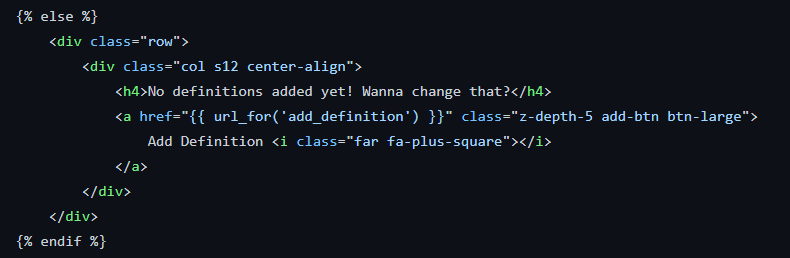 {% else %}
    <div class="row">
        <div class="col s12 center-align">
            <h4>No definitions added yet! Wanna change that?</h4>
            <a href="{{ url_for('add_definition') }}" class="z-depth-5 add-btn btn-large">
                Add Definition <i class="far fa-plus-square"></i>
            </a>
        </div>
    </div>
{% endif %}